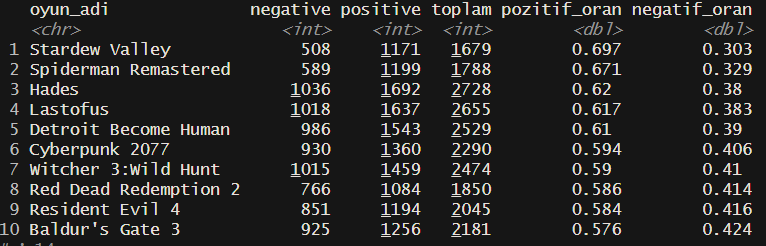 oyun_adi negative positive toplam pozitif_oran negatif_oran
<chr> <int> <int> <int> <dbl> <dbl>
1 Stardew Valley 508 1171 1679 0.697 0.303
2 Spiderman Remastered 589 1199 1788 0.671 0.329
3 Hades 1036 1692 2728 0.62 0.38
4 Lastofus 1018 1637 2655 0.617 0.383
5 Detroit Become Human 986 1543 2529 0.61 0.39
6 Cyberpunk 2077 930 1360 2290 0.594 0.406
7 Witcher 3:Wild Hunt 1015 1459 2474 0.59 0.41
8 Red Dead Redemption 2 766 1084 1850 0.586 0.414
9 Resident Evil 4 851 1194 2045 0.584 0.416
10 Baldur's Gate 3 925 1256 2181 0.576 0.424